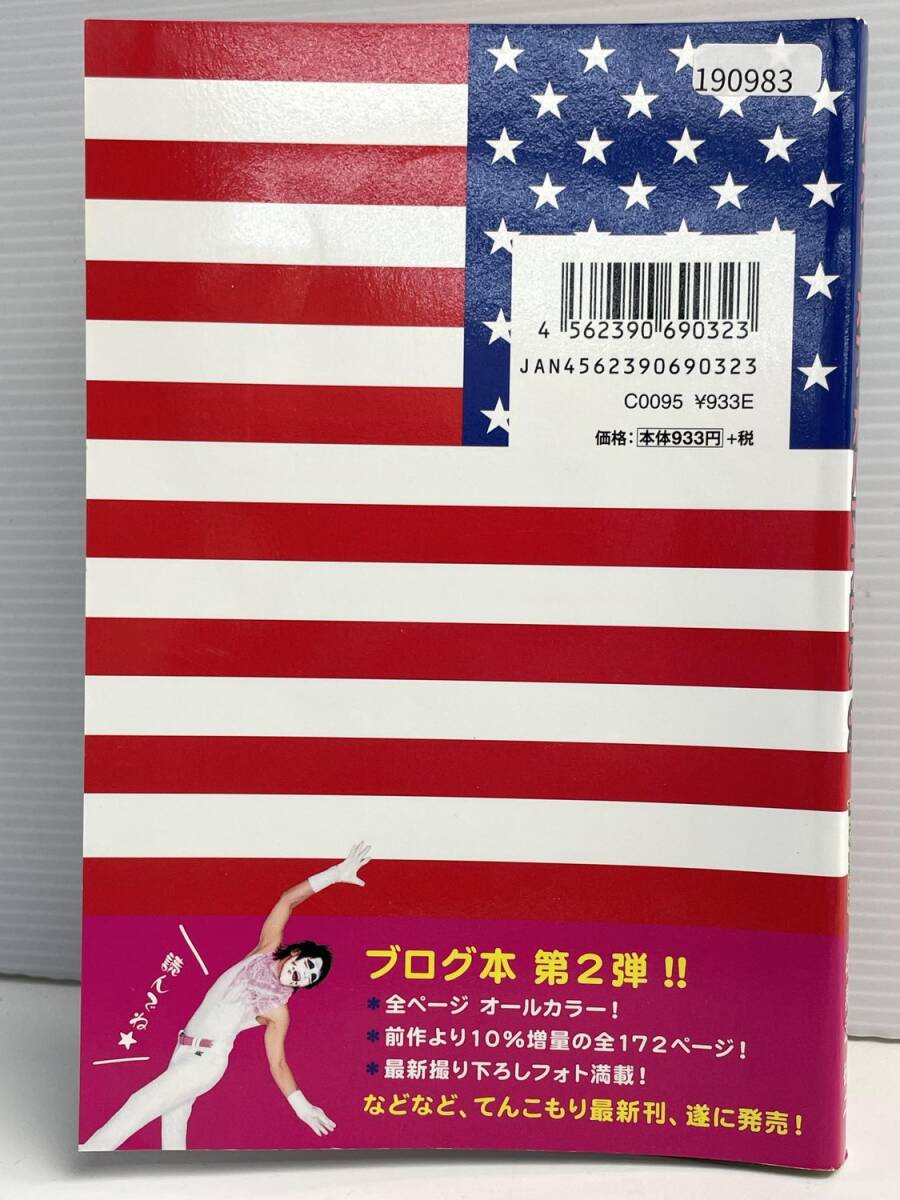 190983
4 562390 690323
JAN4562390690323
C0095 ¥933E
価格：本体933円+税
読んでね★
ブログ本 第2弾!!
*全ページ オールカラー!
*前作より10%増量の全172ページ!
*最新撮り下ろしフォト満載!
などなど、てんこもり最新刊、遂に発売!